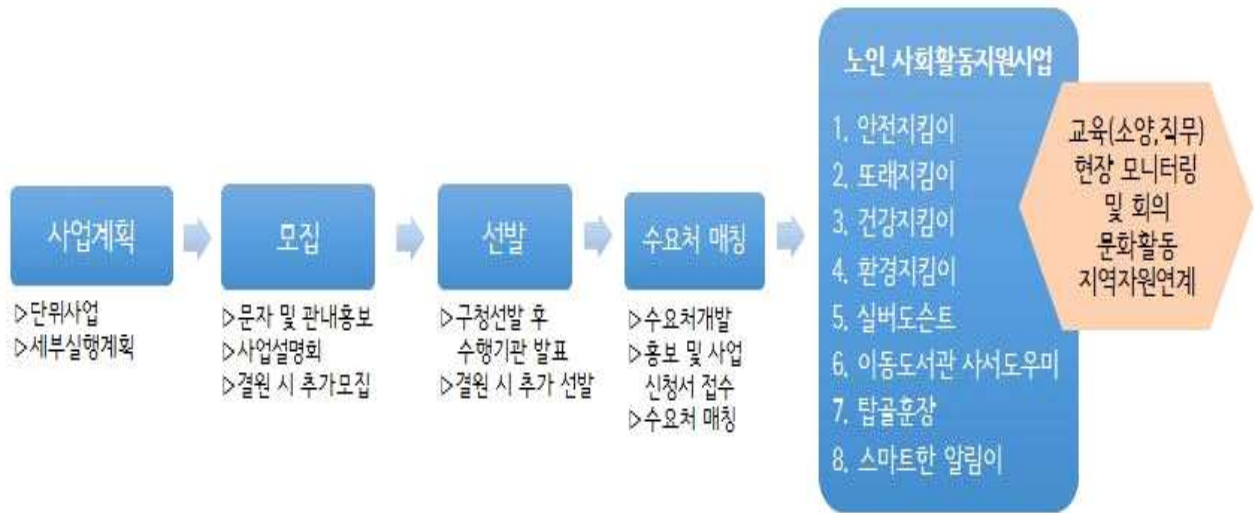 사업계획
▷단위사업
▷세부실행계획
모집
▷문자 및 관내홍보
▷사업설명회
▷결원 시 추가모집
선발
▷구청선발 후
수행기관 발표
▷결원 시 추가 선발
수요처 매칭
▷수요처개발
▷홍보 및 사업
신청서 접수
▷수요처 매칭
노인 사회활동지원사업
1. 안전지킴이
2. 또래지킴이
3. 건강지킴이
4. 환경지킴이
5. 실버도슨트
6. 이동도서관 사서도우미
7. 탑골훈장
8. 스마트한 알림이
교육(소양,직무)
현장 모니터링
및 회의
문화활동
지역자원연계